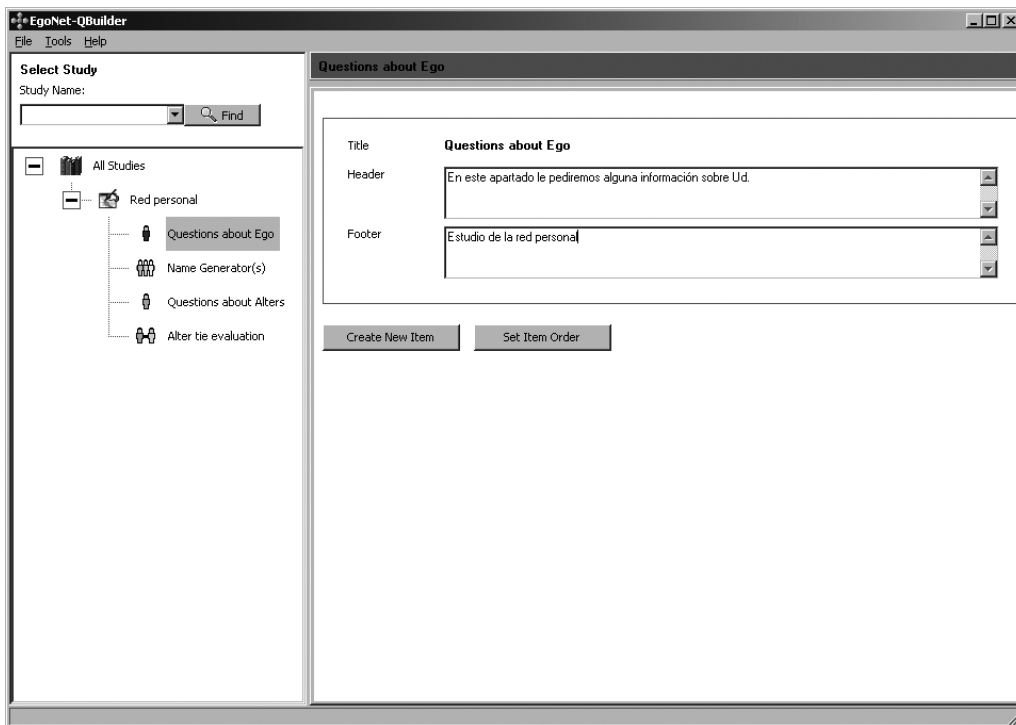 EgoNet-QBuilder
File Tools Help
Select Study
Study Name:
Find
All Studies
Red personal
Questions about Ego
Name Generator(s)
Questions about Alters
Alter tie evaluation
Questions about Ego
Title Questions about Ego
Header En este apartado le pediremos alguna información sobre Ud.
Footer Estudio de la red personal
Create New Item Set Item Order